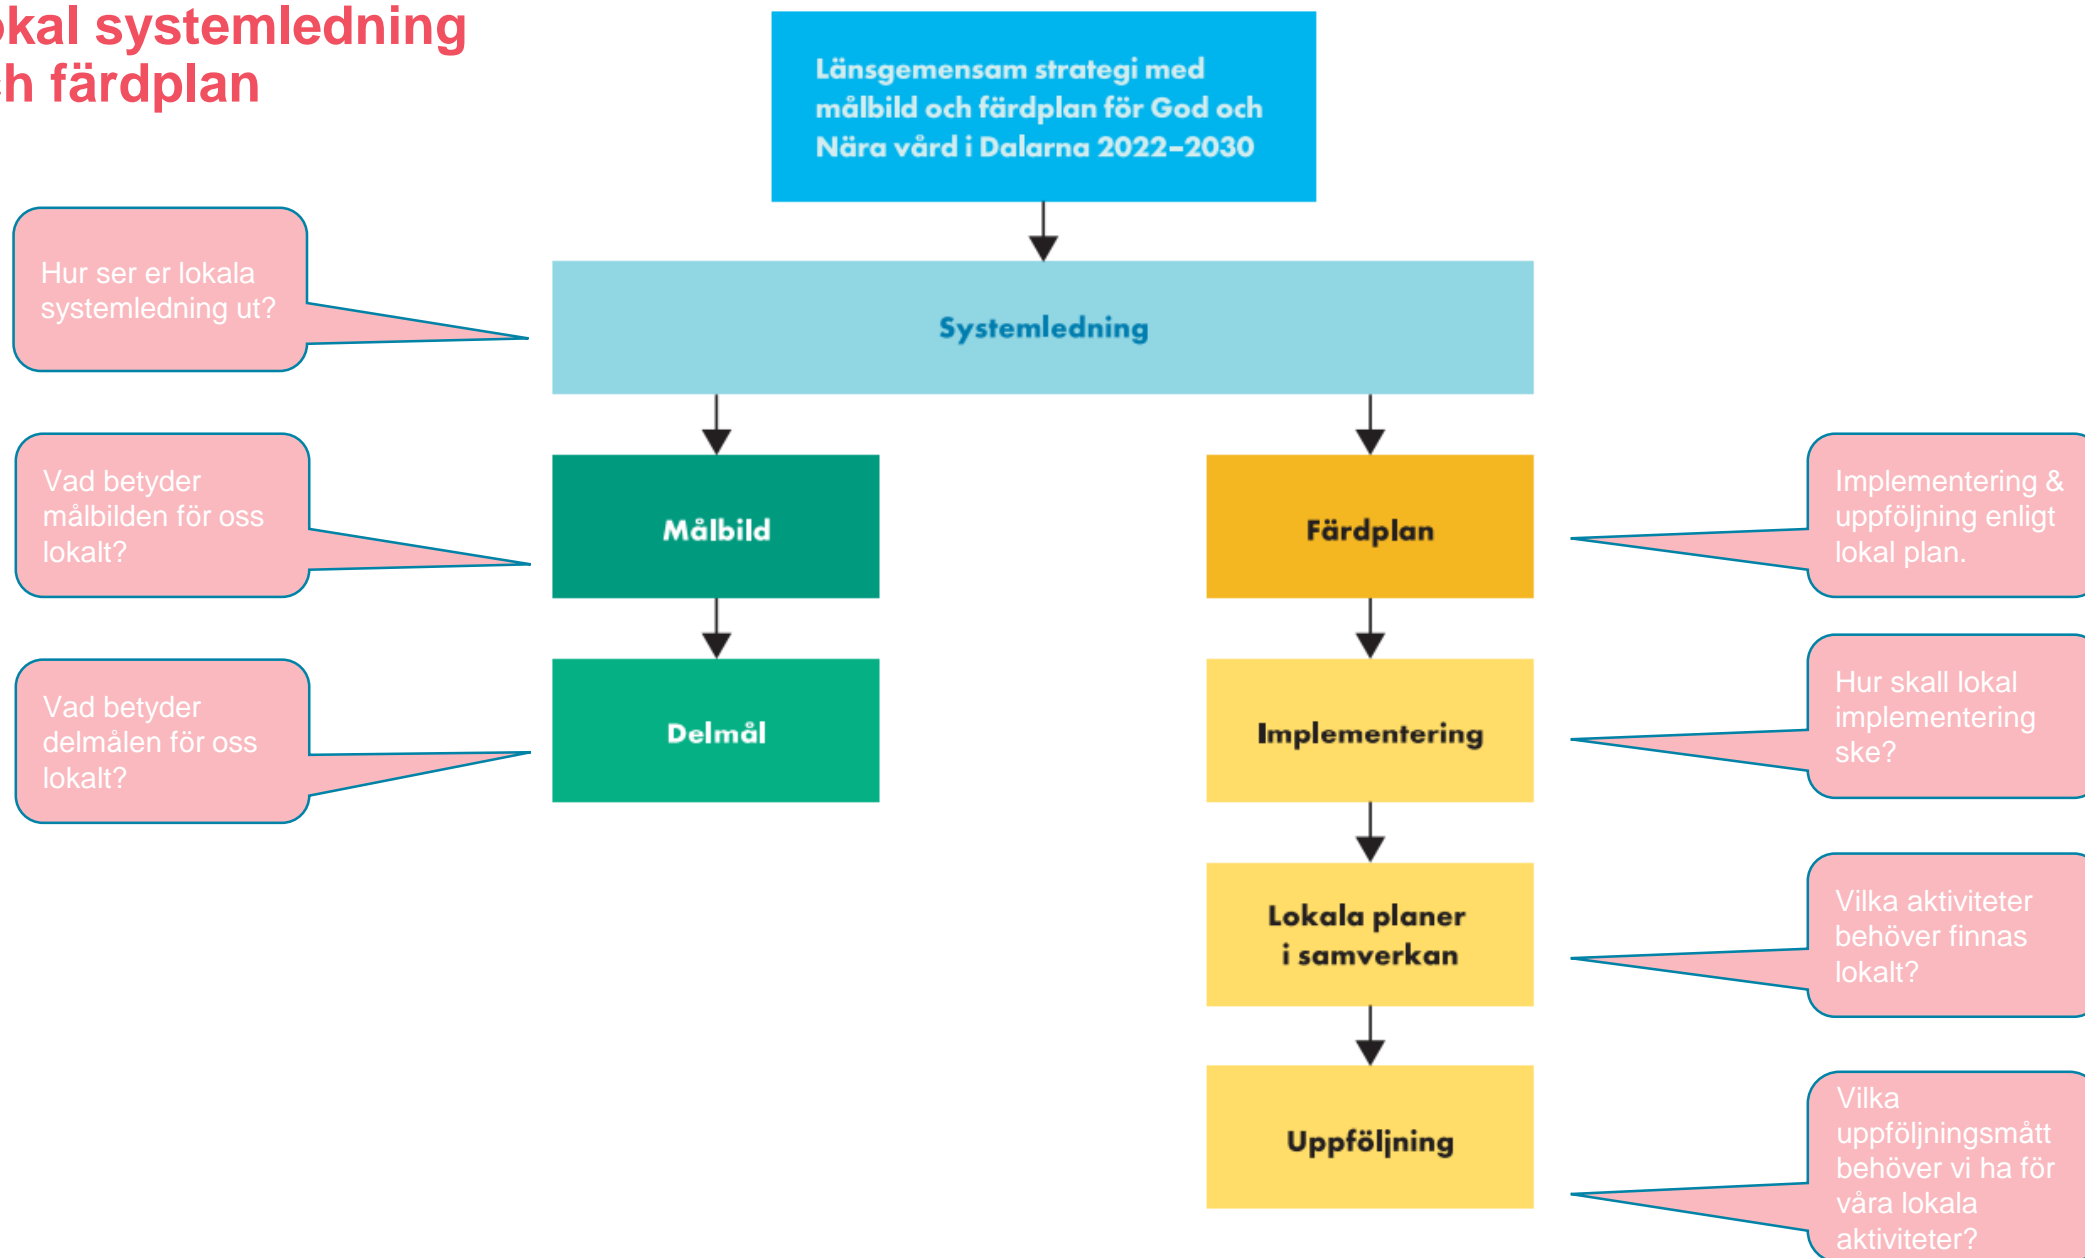 okal systemledning
ch färdplan
Länsgemensam strategi med
målbild och färdplan för God och
Nära vård i Dalarna 2022–2030
Hur ser er lokala
systemledning ut?
Systemledning
Vad betyder
målbilden för oss
lokalt?
Målbild
Färdplan
Implementering &
uppföljning enligt
lokal plan.
Vad betyder
delmålen för oss
lokalt?
Delmål
Implementering
Hur skall lokal
implementering
ske?
Lokala planer
i samverkan
Vilka aktiviteter
behöver finnas
lokalt?
Uppföljning
Vilka
uppföljningsmått
behöver vi ha för
våra lokala
aktiviteter?